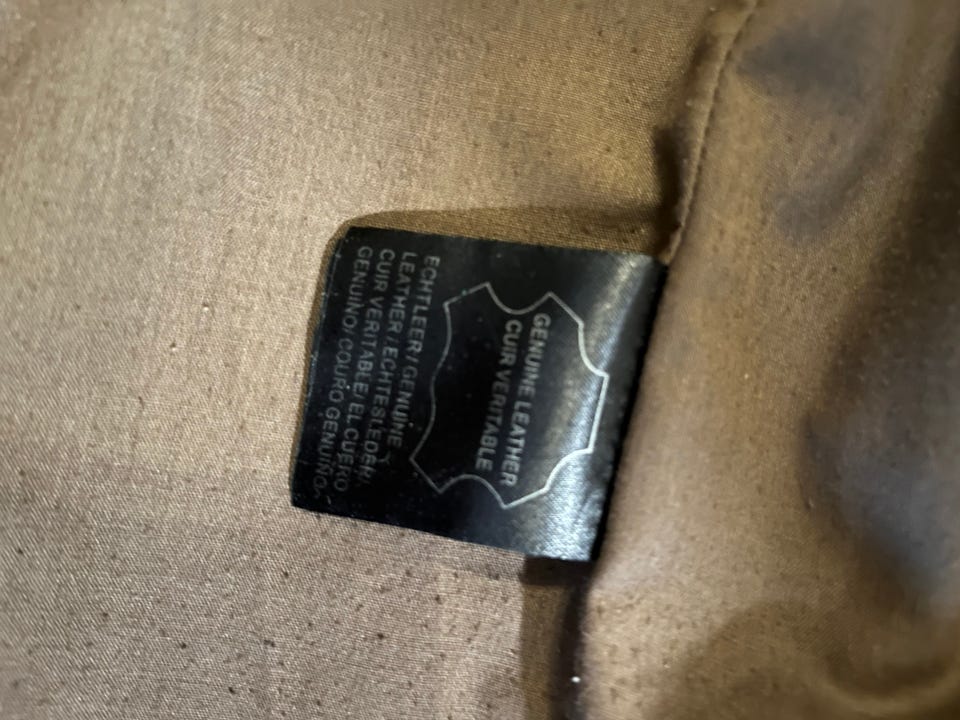 GENUINE LEATHER
CUIR VERITABLE
ECHTLEER/GENUINE
LEATHER/ECHTESLEDER/
CUIR VERITABLE/EL CUERO
GENUINO/COURO GENUINO.